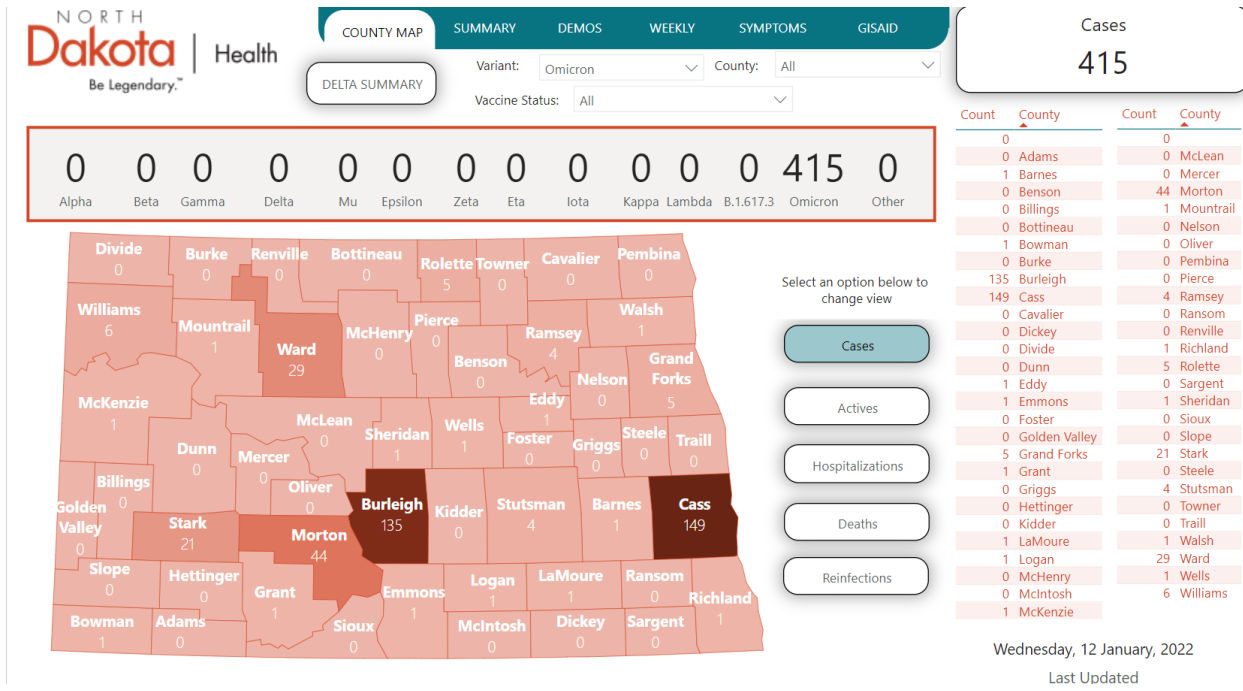 NORTH
Dakota | Health
Be Legendary.™
COUNTY MAP
SUMMARY
DEMOS
WEEKLY
SYMPTOMS
GISAID
DELTA SUMMARY
Variant: Omicron
County: All
Vaccine Status: All
Cases
415
0 0 0 0 0 0 0 0 0 0 0 0 415 0
Alpha Beta Gamma Delta Mu Epsilon Zeta Eta Iota Kappa Lambda B.1.617.3 Omicron Other
Divide
0
Burke
0
Renville
0
Bottineau
0
Rolette
5
Towner
0
Cavalier
0
Pembina
0
Williams
6
Mountrail
1
Ward
29
McHenry
0
Pierce
0
Benson
0
Ramsey
4
Walsh
1
Nelson
0
Grand
Forks
5
McKenzie
1
Dunn
0
McLean
0
Mercer
0
Oliver
0
Sheridan
1
Wells
1
Eddy
1
Foster
0
Griggs
0
Steele
0
Traill
0
Billings
0
Golden
Valley
0
Stark
21
Morton
44
Burleigh
135
Kidder
0
Stutsman
4
Barnes
1
Cass
149
Slope
0
Hettinger
0
Grant
1
Emmons
1
Logan
1
LaMoure
1
Ransom
0
Richland
1
Bowman
1
Adams
0
Sioux
0
McIntosh
0
Dickey
0
Sargent
0
Select an option below to
change view
Cases
Actives
Hospitalizations
Deaths
Reinfections
Count County
0
0 Adams
1 Barnes
0 Benson
0 Billings
0 Bottineau
1 Bowman
0 Burke
135 Burleigh
149 Cass
0 Cavalier
0 Dickey
0 Divide
0 Dunn
1 Eddy
1 Emmons
0 Foster
0 Golden Valley
5 Grand Forks
1 Grant
0 Griggs
0 Hettinger
0 Kidder
1 LaMoure
1 Logan
0 McHenry
0 McIntosh
1 McKenzie
Count County
0
0 McLean
0 Mercer
44 Morton
1 Mountrail
0 Nelson
0 Oliver
0 Pembina
0 Pierce
4 Ramsey
0 Ransom
0 Renville
1 Richland
5 Rolette
0 Sargent
1 Sheridan
0 Sioux
0 Slope
21 Stark
0 Steele
4 Stutsman
0 Towner
0 Traill
1 Walsh
29 Ward
1 Wells
6 Williams
Wednesday, 12 January, 2022
Last Updated